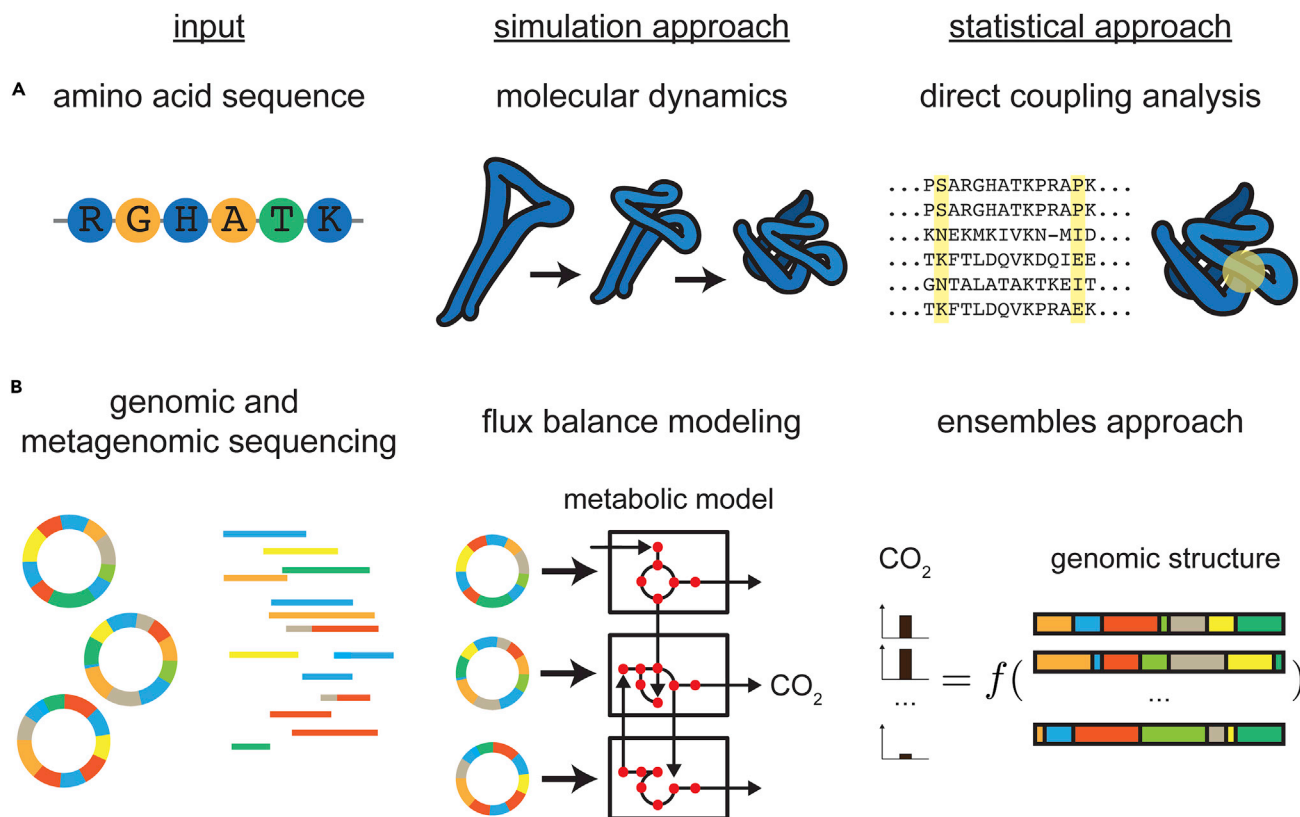 input
simulation approach
statistical approach
A
amino acid sequence
molecular dynamics
direct coupling analysis
R G H A T K
...PSARGHATKPRAPK...
...PSARGHATKPRAPK...
...KNEKMKIVKN-MID...
...TKFTLDQVKDQIEE...
...GNTALATAKTKEIT...
...TKFTLDQVKPRAEK...
B
genomic and
metagenomic sequencing
flux balance modeling
ensembles approach
metabolic model
CO2
CO2
genomic structure
...
= f(
...
)